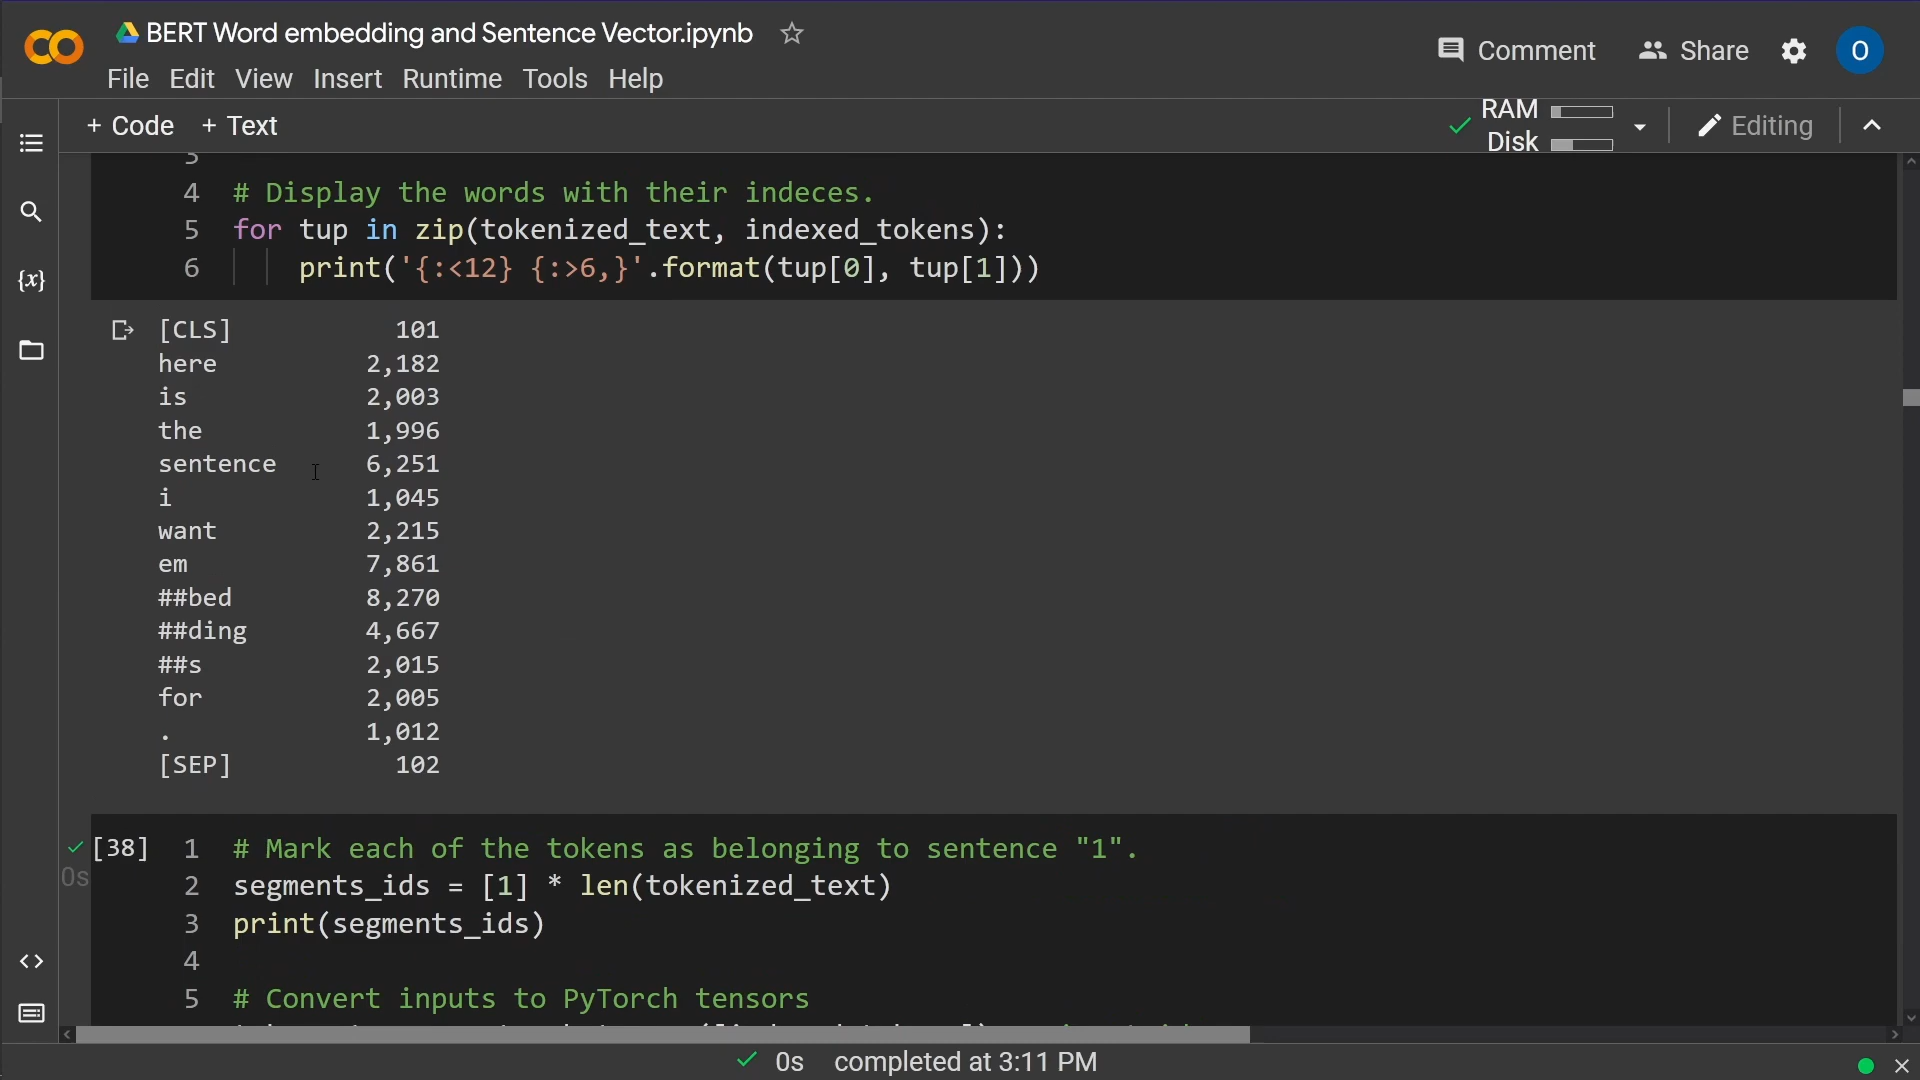 BERT Word embedding and Sentence Vector.ipynb
File Edit View Insert Runtime Tools Help
Comment Share O
+ Code + Text
RAM
Disk
Editing
3
4 # Display the words with their indeces.
5 for tup in zip(tokenized_text, indexed_tokens):
6 print('{:<12} {:>6,}'.format(tup[0], tup[1]))
[CLS] 101
here 2,182
is 2,003
the 1,996
sentence 6,251
i 1,045
want 2,215
em 7,861
##bed 8,270
##ding 4,667
##s 2,015
for 2,005
. 1,012
[SEP] 102
[38] 1 # Mark each of the tokens as belonging to sentence "1".
0s
2 segments_ids = [1] * len(tokenized_text)
3 print(segments_ids)
4
5 # Convert inputs to PyTorch tensors
0s completed at 3:11 PM